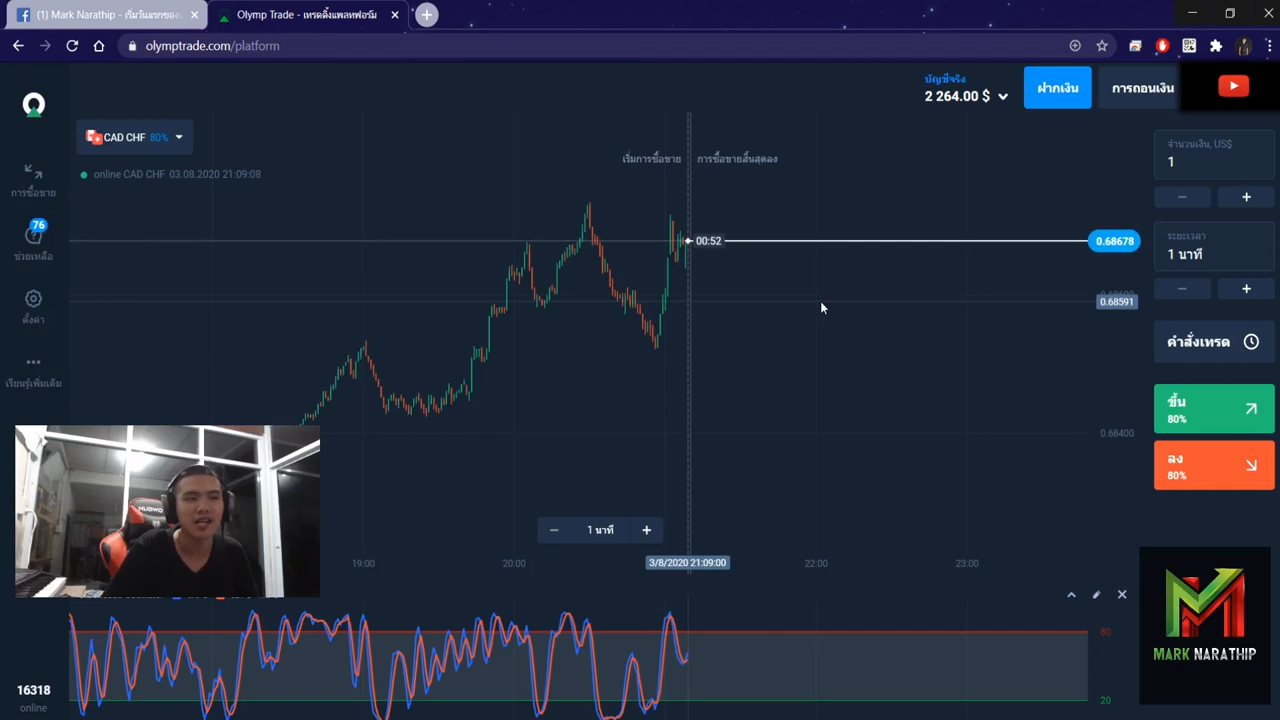 (1) Mark Narathip - เริ่มวันแรกของ
Olymp Trade - เทรดดิ้งแพลทฟอร์ม
olymptrade.com/platform
บัญชีจริง
2 264.00 $
ฝากเงิน
การถอนเงิน
CAD CHF 80%
จำนวนเงิน, US$
1
เริ่มการซื้อขาย
การซื้อขายสิ้นสุดลง
online CAD CHF 03.08.2020 21:09:08
การซื้อขาย
76
ช่วยเหลือ
00:52
0.68678
ระยะเวลา
1 นาที
0.68591
ตั้งค่า
คำสั่งเทรด
เรียนรู้เพิ่มเติม
ขึ้น
80%
0.68400
ลง
80%
HUDWO
1 นาที
19:00
20:00
3/8/2020 21:09:00
22:00
23:00
80
MARK NARATHIP
16318
online
20